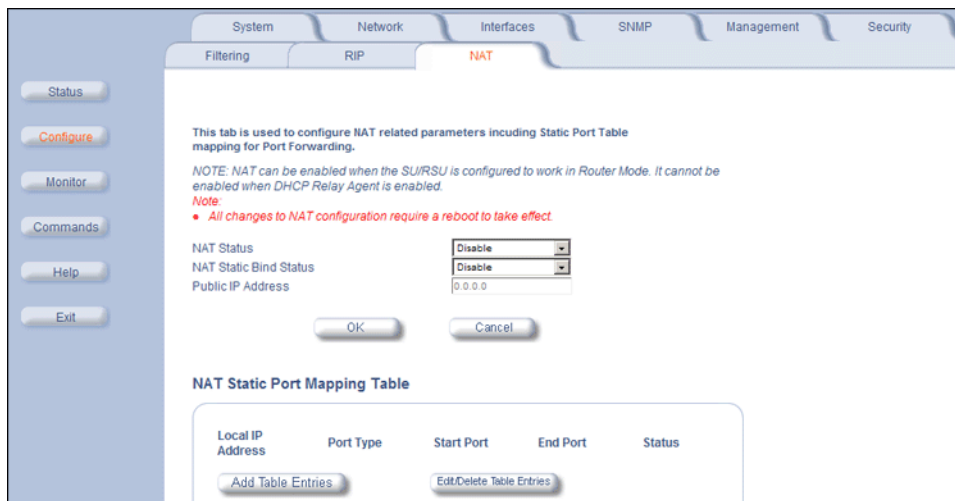 System Network Interfaces SNMP Management Security
Filtering RIP NAT
Status
Configure
Monitor
Commands
Help
Exit
This tab is used to configure NAT related parameters incuding Static Port Table
mapping for Port Forwarding.
NOTE: NAT can be enabled when the SU/RSU is configured to work in Router Mode. It cannot be
enabled when DHCP Relay Agent is enabled.
Note:
• All changes to NAT configuration require a reboot to take effect.
NAT Status Disable
NAT Static Bind Status Disable
Public IP Address 0.0.0.0
OK Cancel
NAT Static Port Mapping Table
Local IP
Address Port Type Start Port End Port Status
Add Table Entries Edit/Delete Table Entries